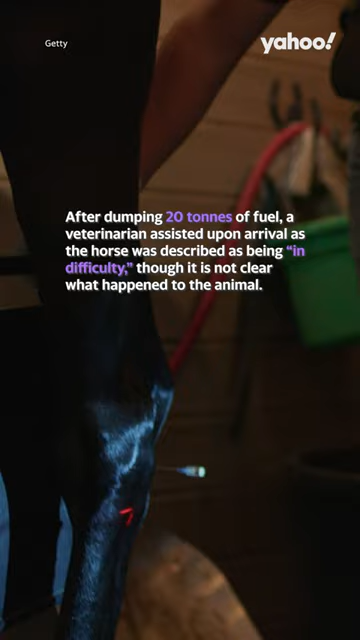 Getty
yahoo!
After dumping 20 tonnes of fuel, a
veterinarian assisted upon arrival as
the horse was described as being “in
difficulty,” though it is not clear
what happened to the animal.